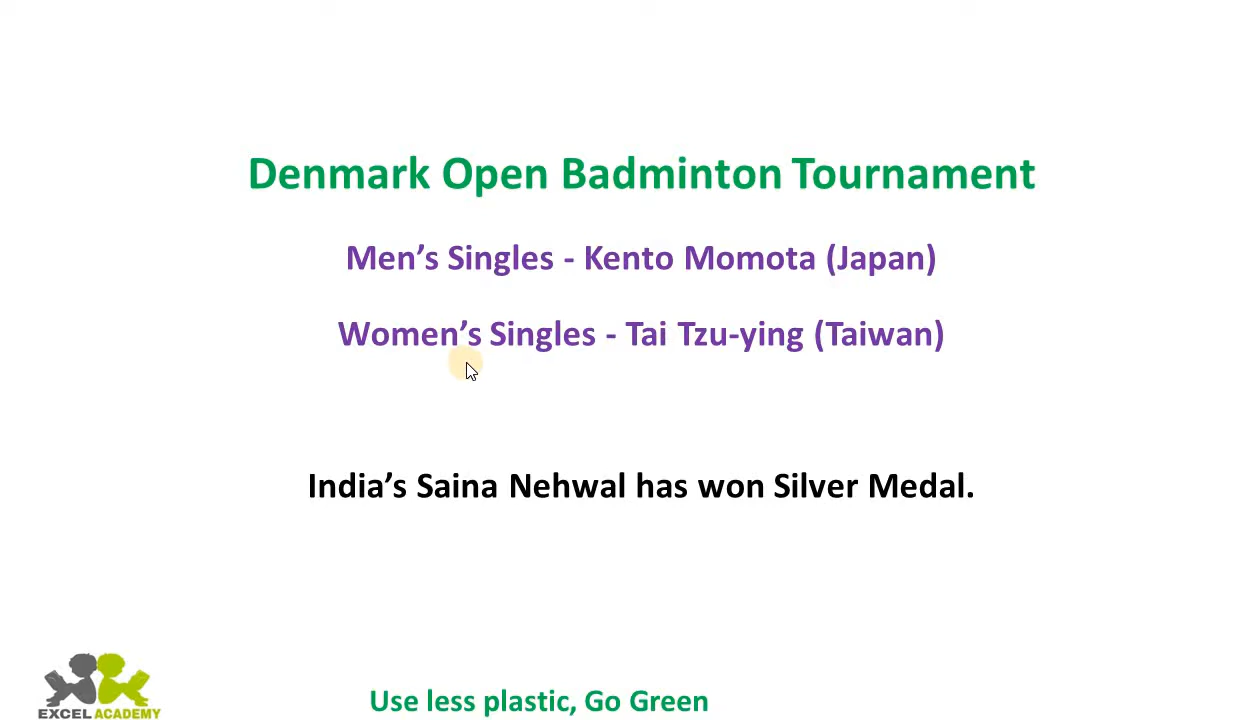 Denmark Open Badminton Tournament
Men’s Singles - Kento Momota (Japan)
Women’s Singles - Tai Tzu-ying (Taiwan)
India’s Saina Nehwal has won Silver Medal.
EXCEL ACADEMY
Use less plastic, Go Green